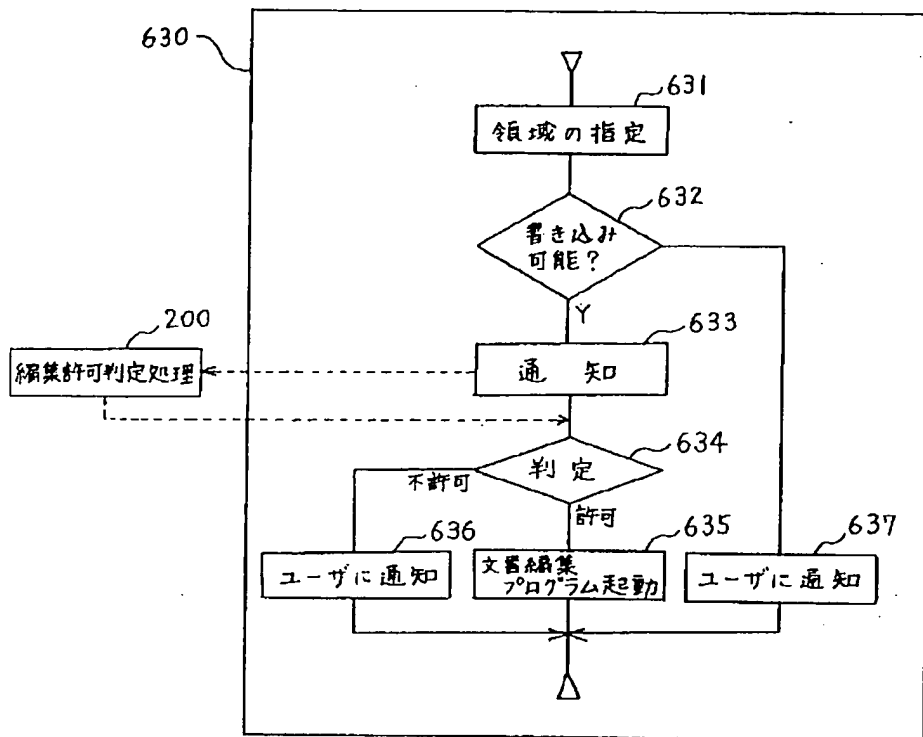 630
631
領域の指定
632
書き込み
可能?
Y
200
633
編集許可判定処理
通知
634
判定
不許可
許可
636
635
637
ユーザに通知
文書編集
プログラム起動
ユーザに通知